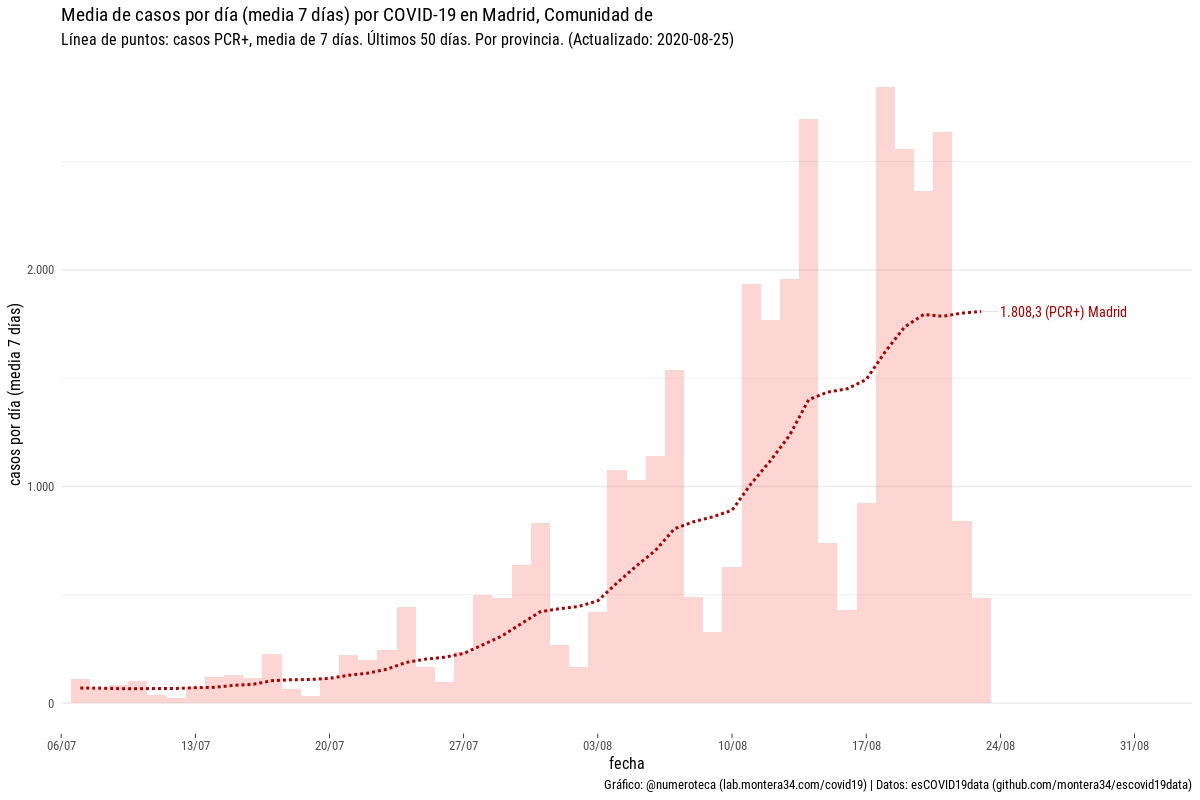 Media de casos por día (media 7 días) por COVID-19 en Madrid, Comunidad de
Línea de puntos: casos PCR+, media de 7 días. Últimos 50 días. Por provincia. (Actualizado: 2020-08-25)
casos por día (media 7 días)
2.000
1.000
0
1.808,3 (PCR+) Madrid
06/07
13/07
20/07
27/07
03/08
10/08
17/08
24/08
31/08
fecha
Gráfico: @numeroteca (lab.montera34.com/covid19) | Datos: esCOVID19data (github.com/montera34/escovid19data)